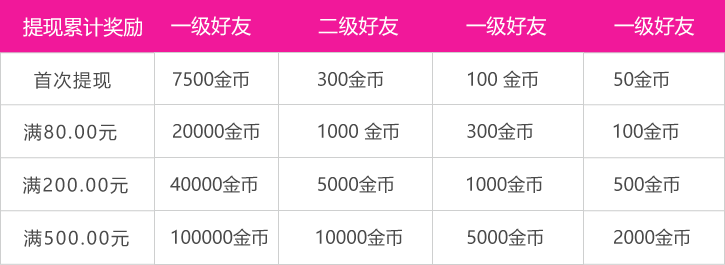 提现累计奖励 一级好友 二级好友 一级好友 一级好友
首次提现 7500金币 300金币 100 金币 50金币
满80.00元 20000金币 1000 金币 300金币 100金币
满200.00元 40000金币 5000金币 1000金币 500金币
满500.00元 100000金币 10000金币 5000金币 2000金币